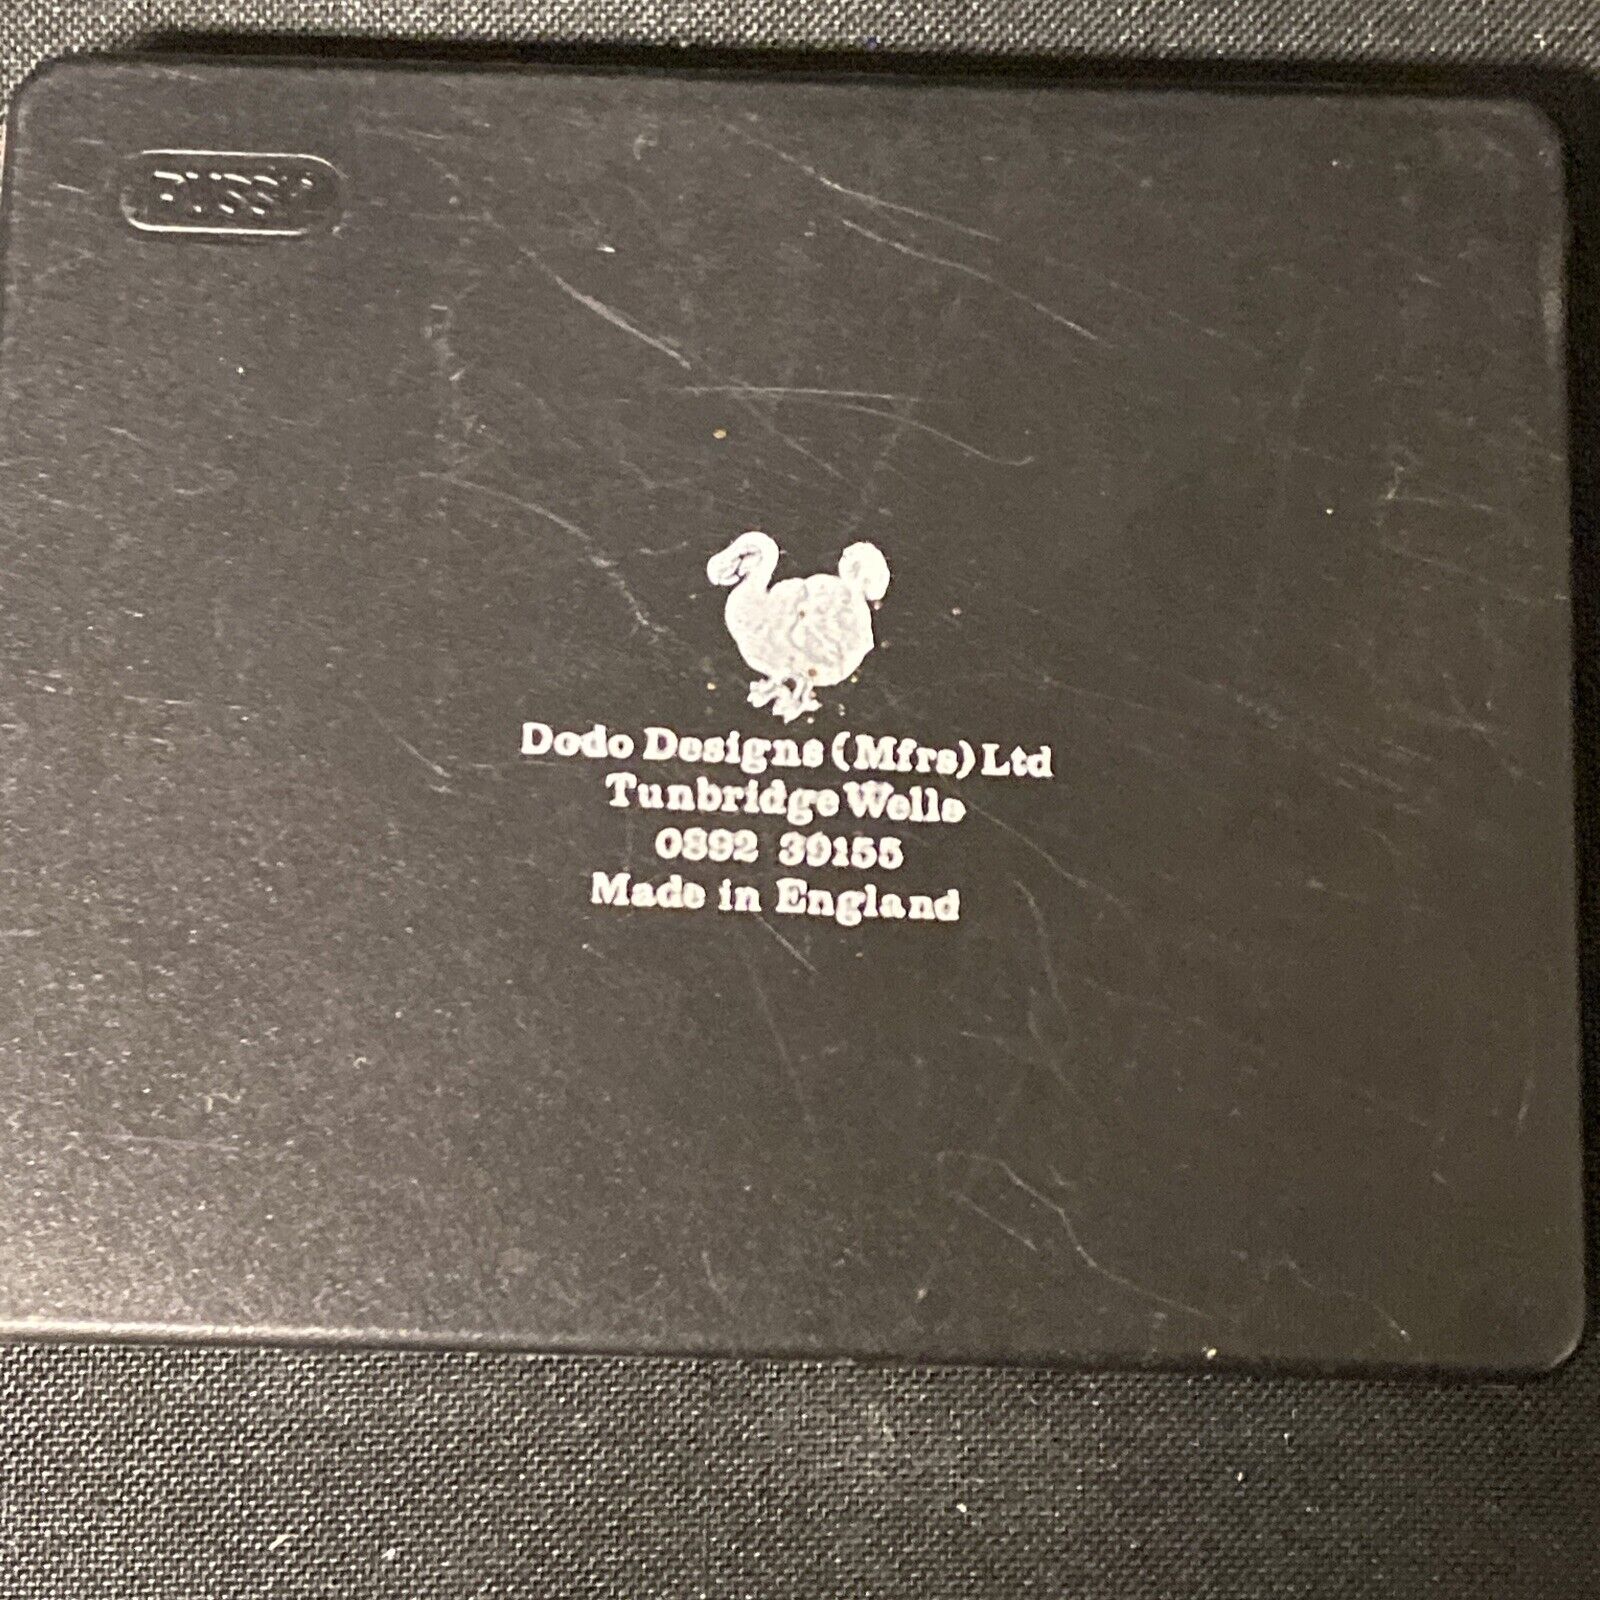 Dodo Designs (Mfrs) Ltd
Tunbridge Wells
0892 39155
Made in England